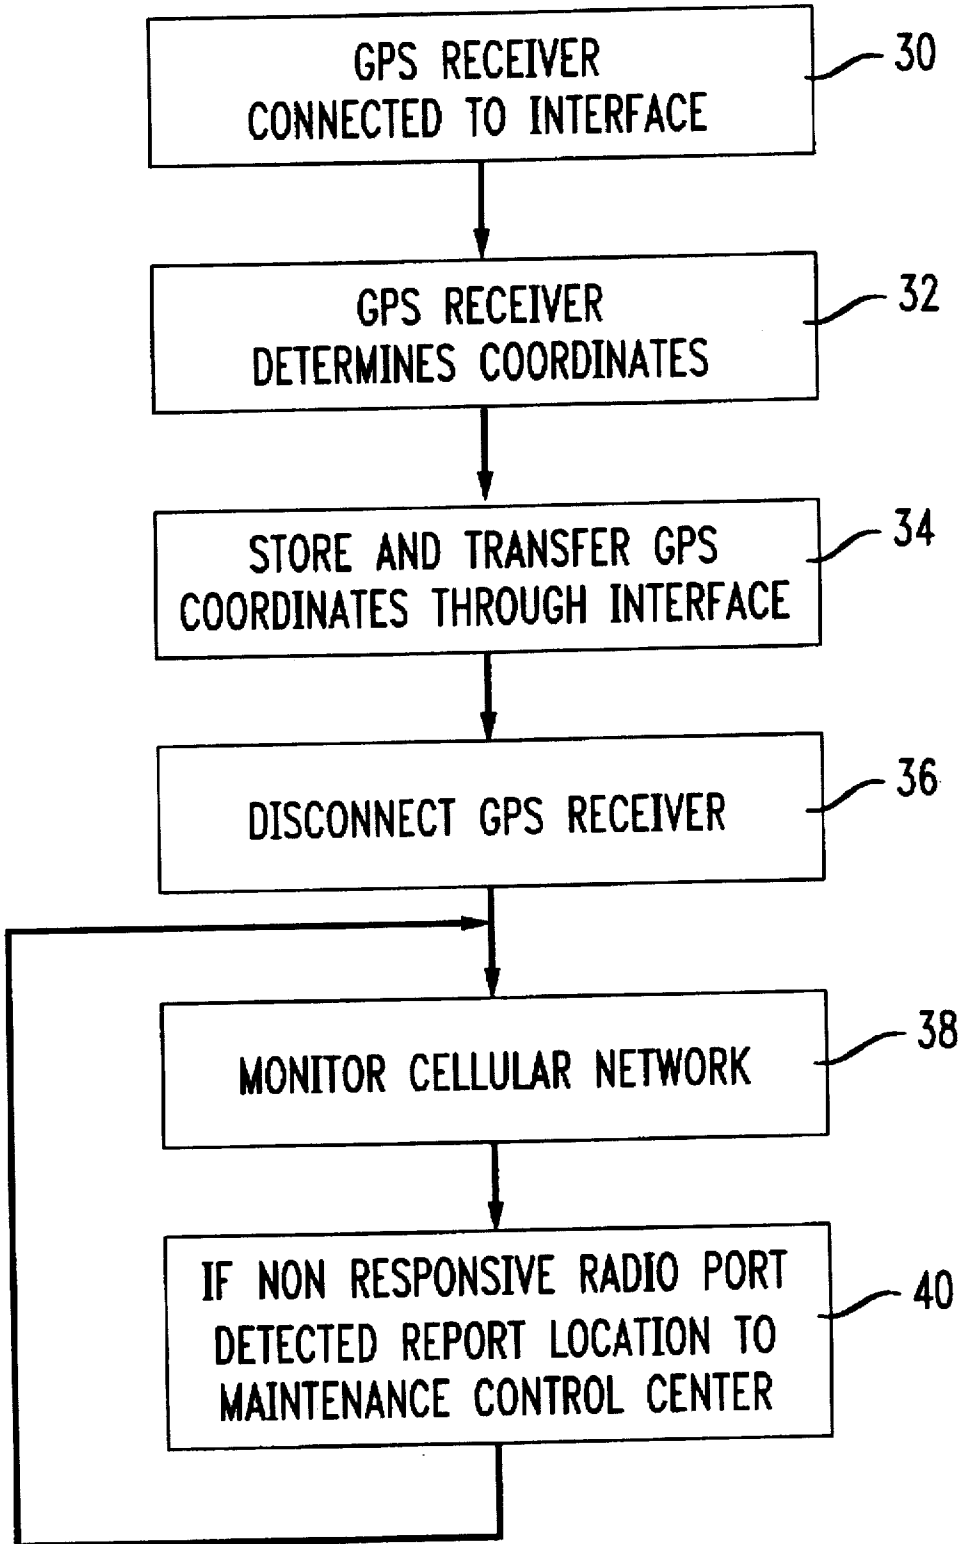 GPS RECEIVER
CONNECTED TO INTERFACE
30
GPS RECEIVER
DETERMINES COORDINATES
32
STORE AND TRANSFER GPS
COORDINATES THROUGH INTERFACE
34
DISCONNECT GPS RECEIVER
36
MONITOR CELLULAR NETWORK
38
IF NON RESPONSIVE RADIO PORT
DETECTED REPORT LOCATION TO
MAINTENANCE CONTROL CENTER
40